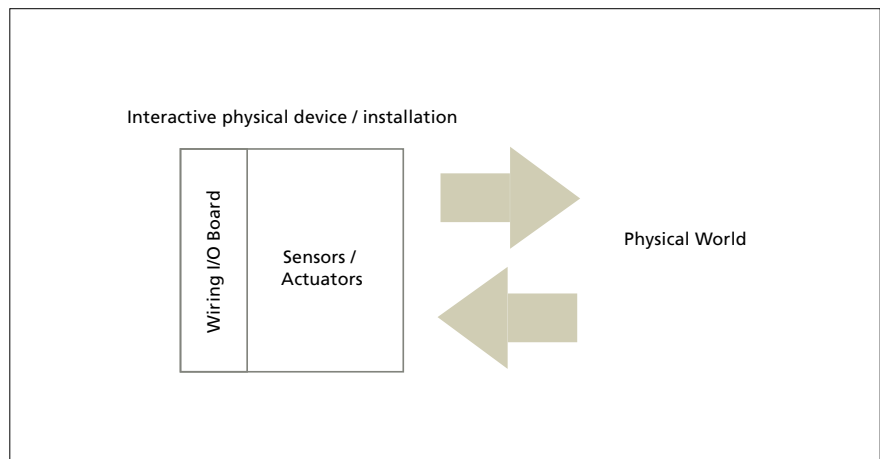 Interactive physical device / installation
Wiring I/O Board
Sensors /
Actuators
Physical World